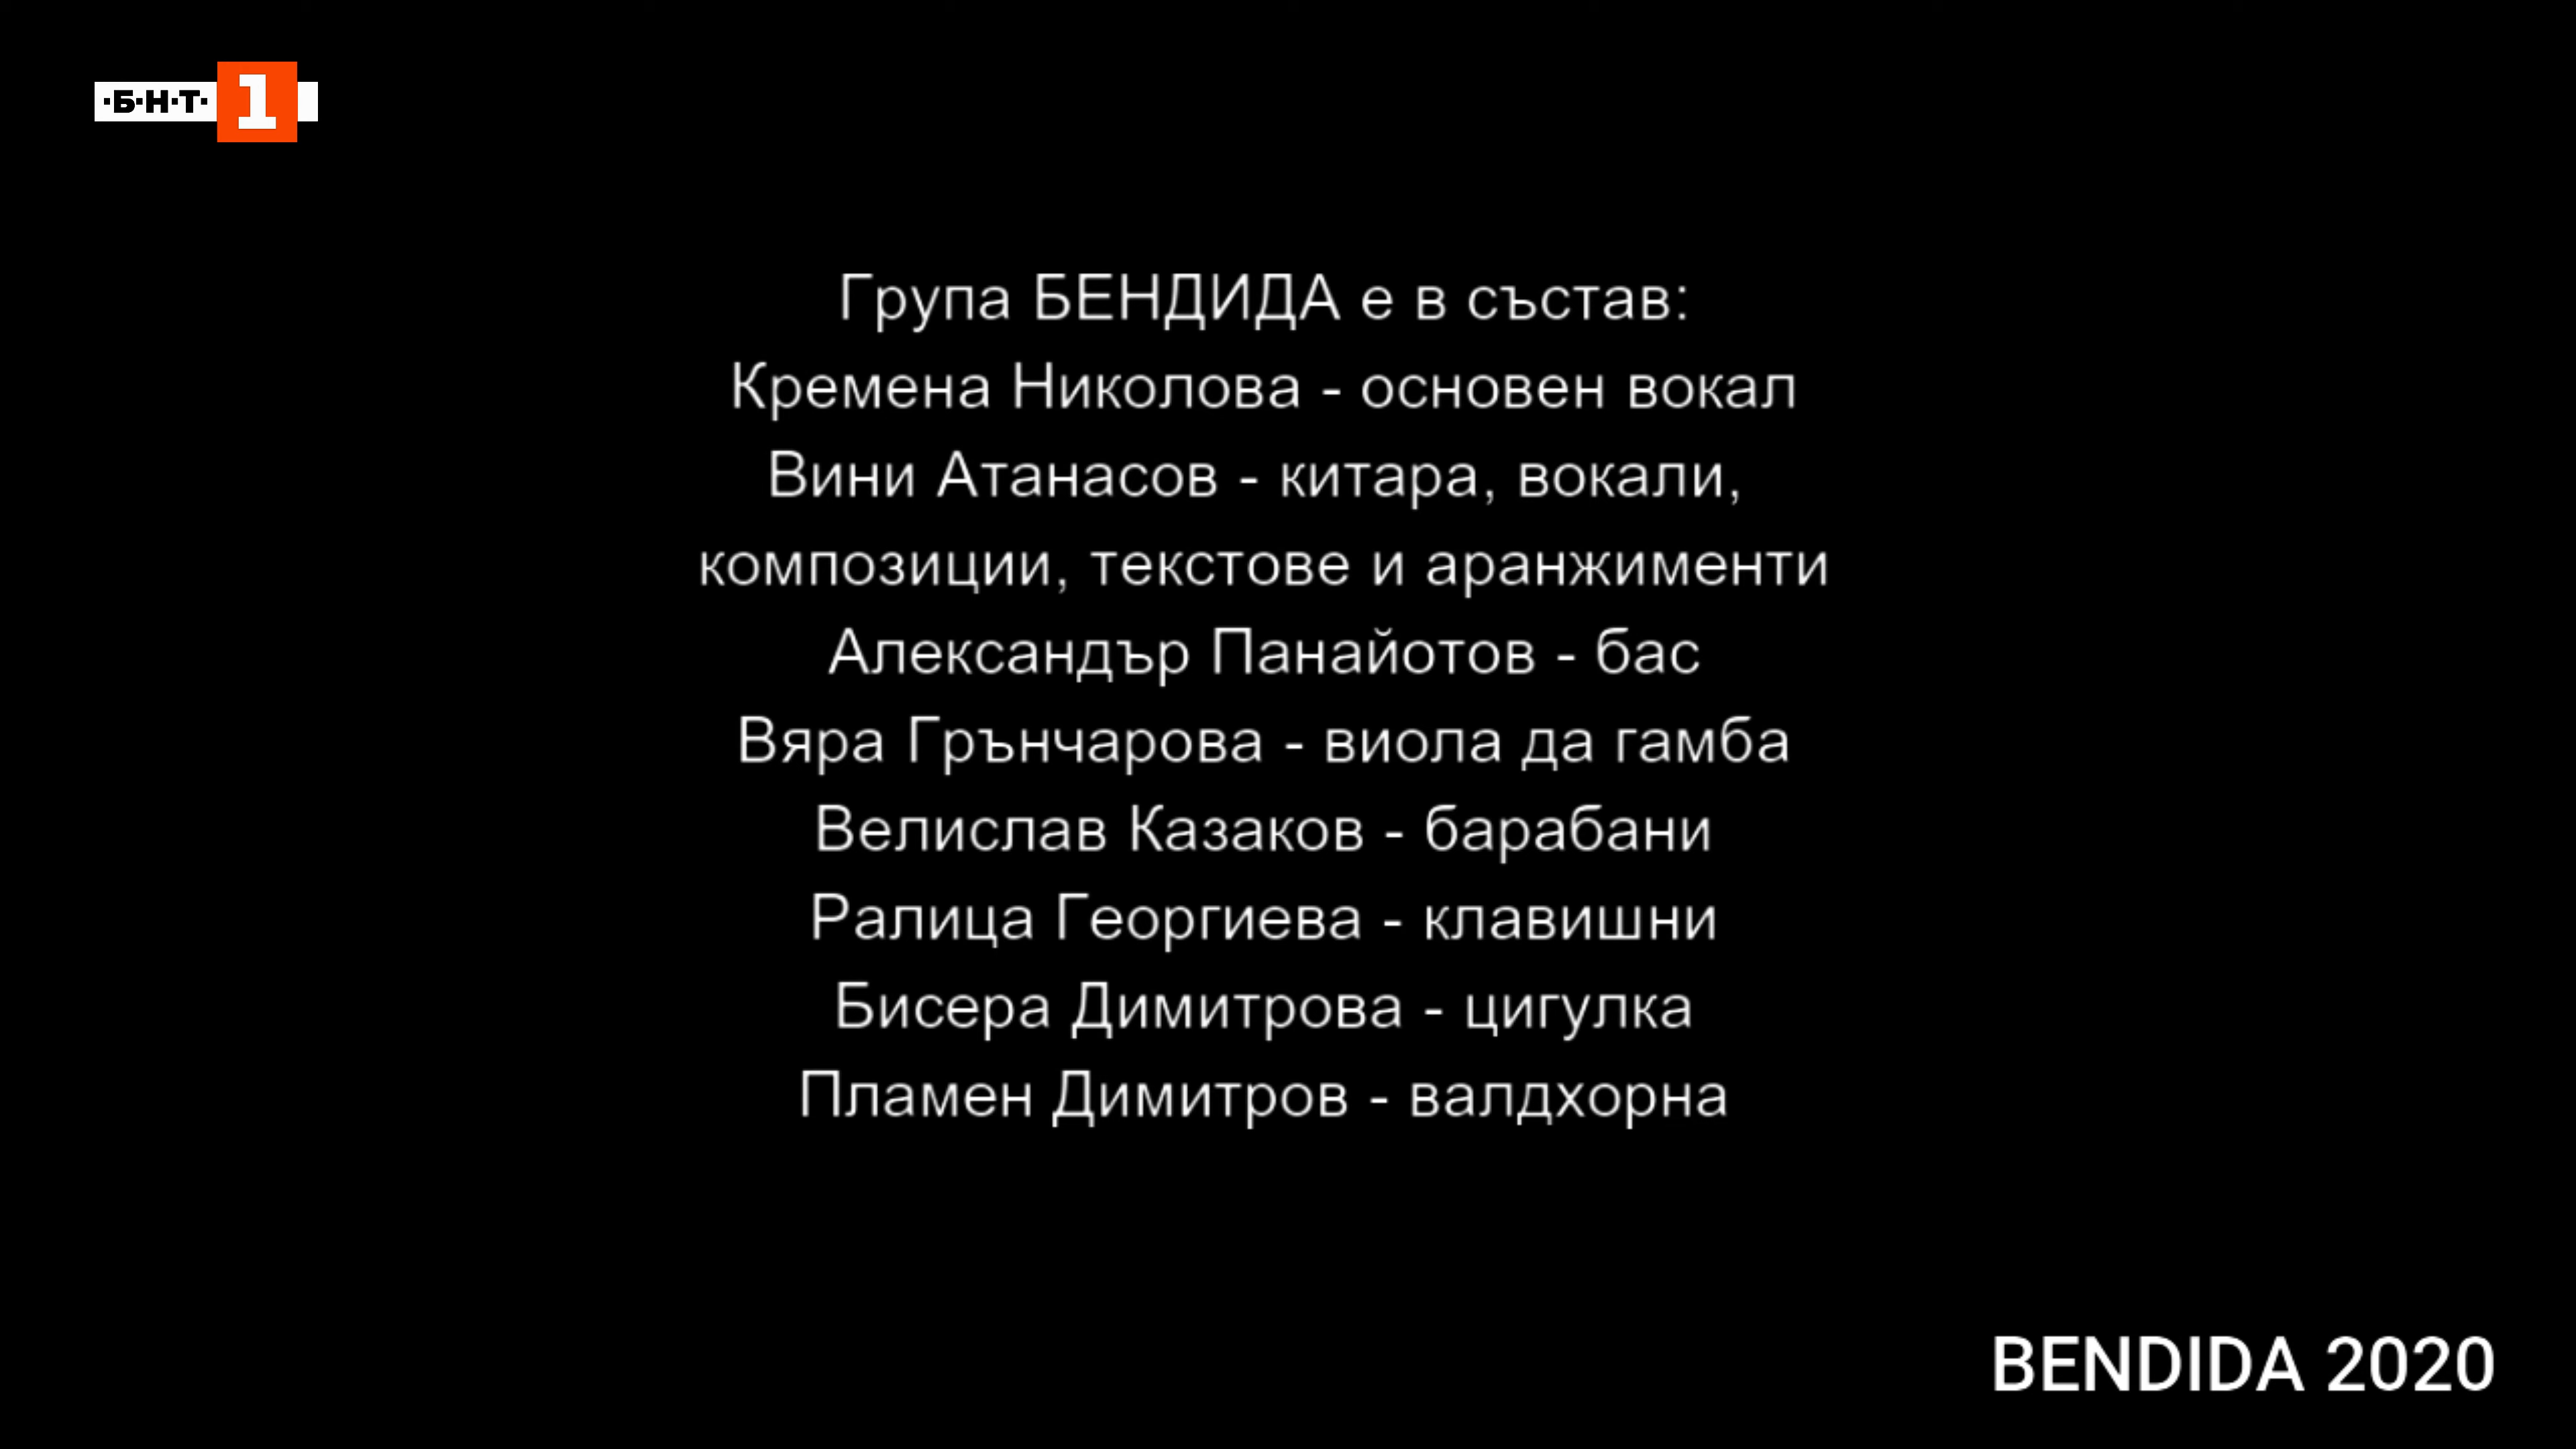 ·Б·Н·Т· 1
Група БЕНДИДА е в състав:
Кремена Николова - основен вокал
Вини Атанасов - китара, вокали,
композиции, текстове и аранжименти
Александър Панайотов - бас
Вяра Грънчарова - виола да гамба
Велислав Казаков - барабани
Ралица Георгиева - клавишни
Бисера Димитрова - цигулка
Пламен Димитров - валдхорна
BENDIDA 2020